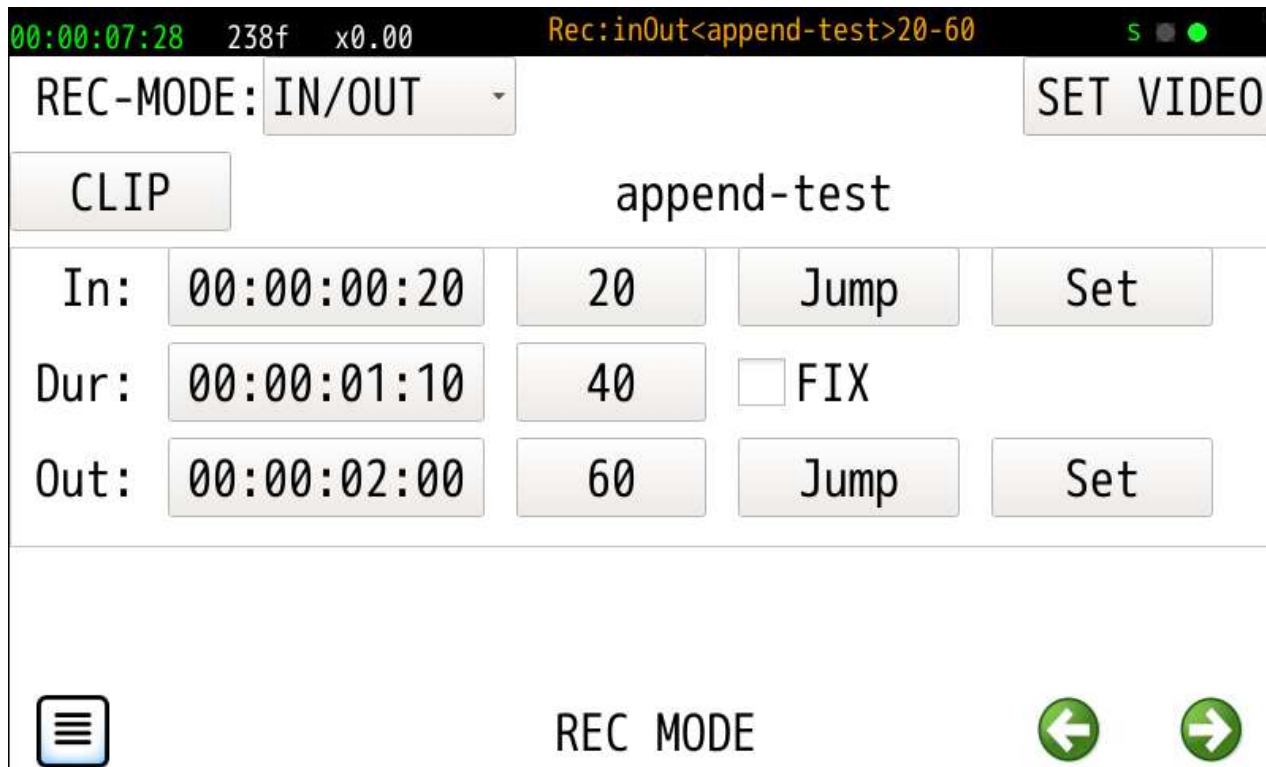 00:00:07:28 238f x0.00 Rec:inOut<append-test>20-60 S
REC-MODE: IN/OUT SET VIDEO
CLIP append-test
In: 00:00:00:20 20 Jump Set
Dur: 00:00:01:10 40 FIX
Out: 00:00:02:00 60 Jump Set
REC MODE